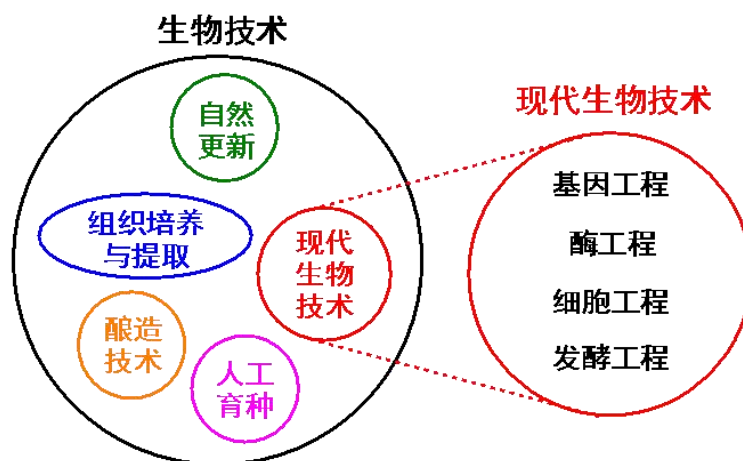 生物技术
自然
更新
组织培养
与提取
现代
生物
技术
酿造
技术
人工
育种
现代生物技术
基因工程
酶工程
细胞工程
发酵工程